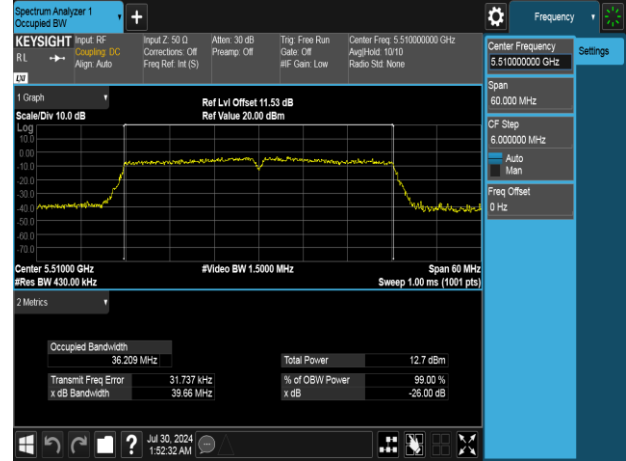 Spectrum Analyzer 1
Occupied BW
Frequency
KEYSIGHT
Input: RF
Coupling: DC
Align: Auto
Input Z: 50 Ω
Corrections: Off
Freq Ref: Int (S)
Atten: 30 dB
Preamp: Off
Trig: Free Run
Gate: Off
#IF Gain: Low
Center Freq: 5.510000000 GHz
Avg|Hold: 10/10
Radio Std: None
RL
LXI
Center Frequency
5.510000000 GHz
Settings
Span
60.000 MHz
CF Step
6.000000 MHz
Auto
Man
Freq Offset
0 Hz
1 Graph
Ref Lvl Offset 11.53 dB
Scale/Div 10.0 dB
Ref Value 20.00 dBm
Log
10.0
0.00
-10.0
-20.0
-30.0
-40.0
-50.0
-60.0
-70.0
Center 5.51000 GHz
#Video BW 1.5000 MHz
Span 60 MHz
#Res BW 430.00 kHz
Sweep 1.00 ms (1001 pts)
2 Metrics
Occupied Bandwidth
36.209 MHz
Total Power 12.7 dBm
Transmit Freq Error 31.737 kHz
% of OBW Power 99.00 %
x dB Bandwidth 39.66 MHz
x dB -26.00 dB
?
Jul 30, 2024
1:52:32 AM